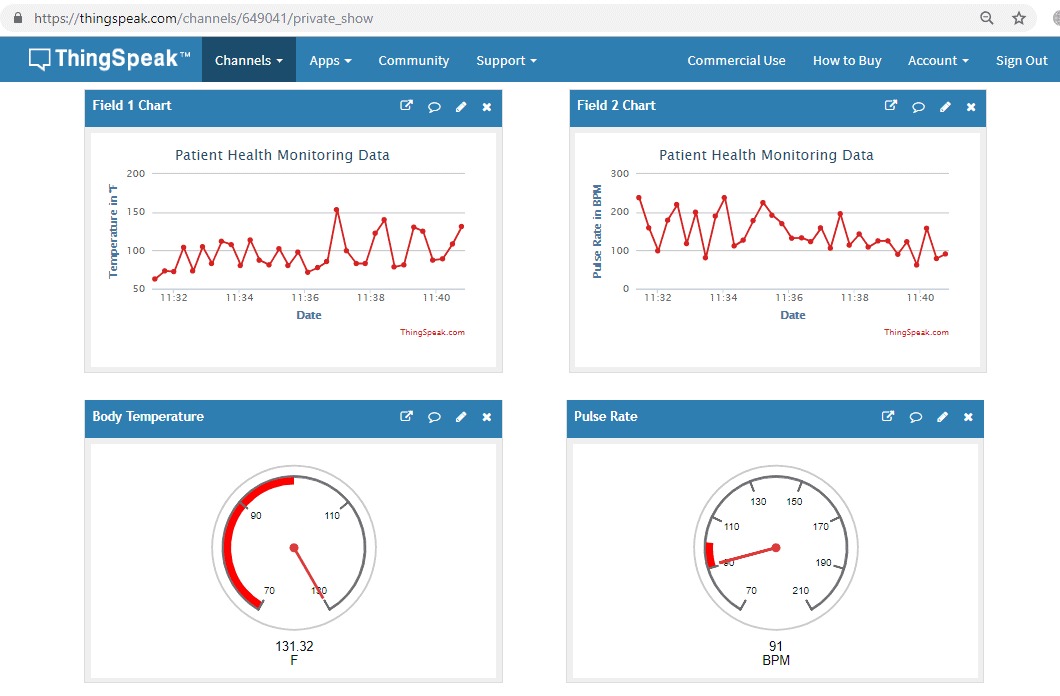 https://thingspeak.com/channels/649041/private_show
ThingSpeak™ Channels Apps Community Support Commercial Use How to Buy Account Sign Out
Field 1 Chart
Patient Health Monitoring Data
Temperature in °F
200
150
100
50
11:32 11:34 11:36 11:38 11:40
Date
ThingSpeak.com
Field 2 Chart
Patient Health Monitoring Data
Pulse Rate in BPM
300
200
100
0
11:32 11:34 11:36 11:38 11:40
Date
ThingSpeak.com
Body Temperature
90 110
70 130
131.32
F
Pulse Rate
130 150
110 170
90 190
70 210
91
BPM